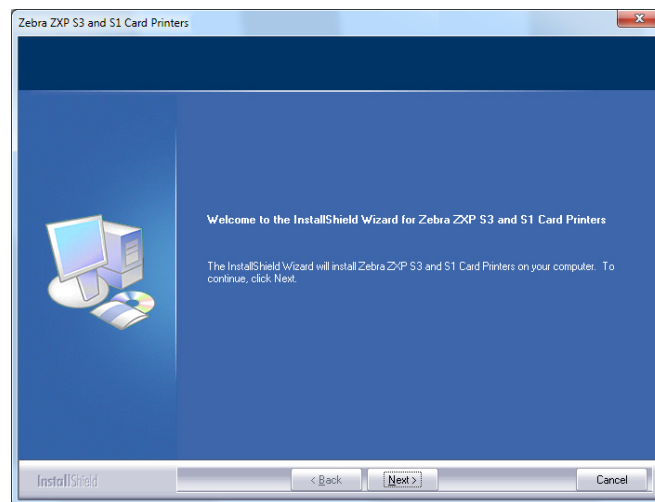 Zebra ZXP S3 and S1 Card Printers
Welcome to the InstallShield Wizard for Zebra ZXP S3 and S1 Card Printers
The InstallShield Wizard will install Zebra ZXP S3 and S1 Card Printers on your computer. To
continue, click Next.
InstallShield
< Back
Next >
Cancel